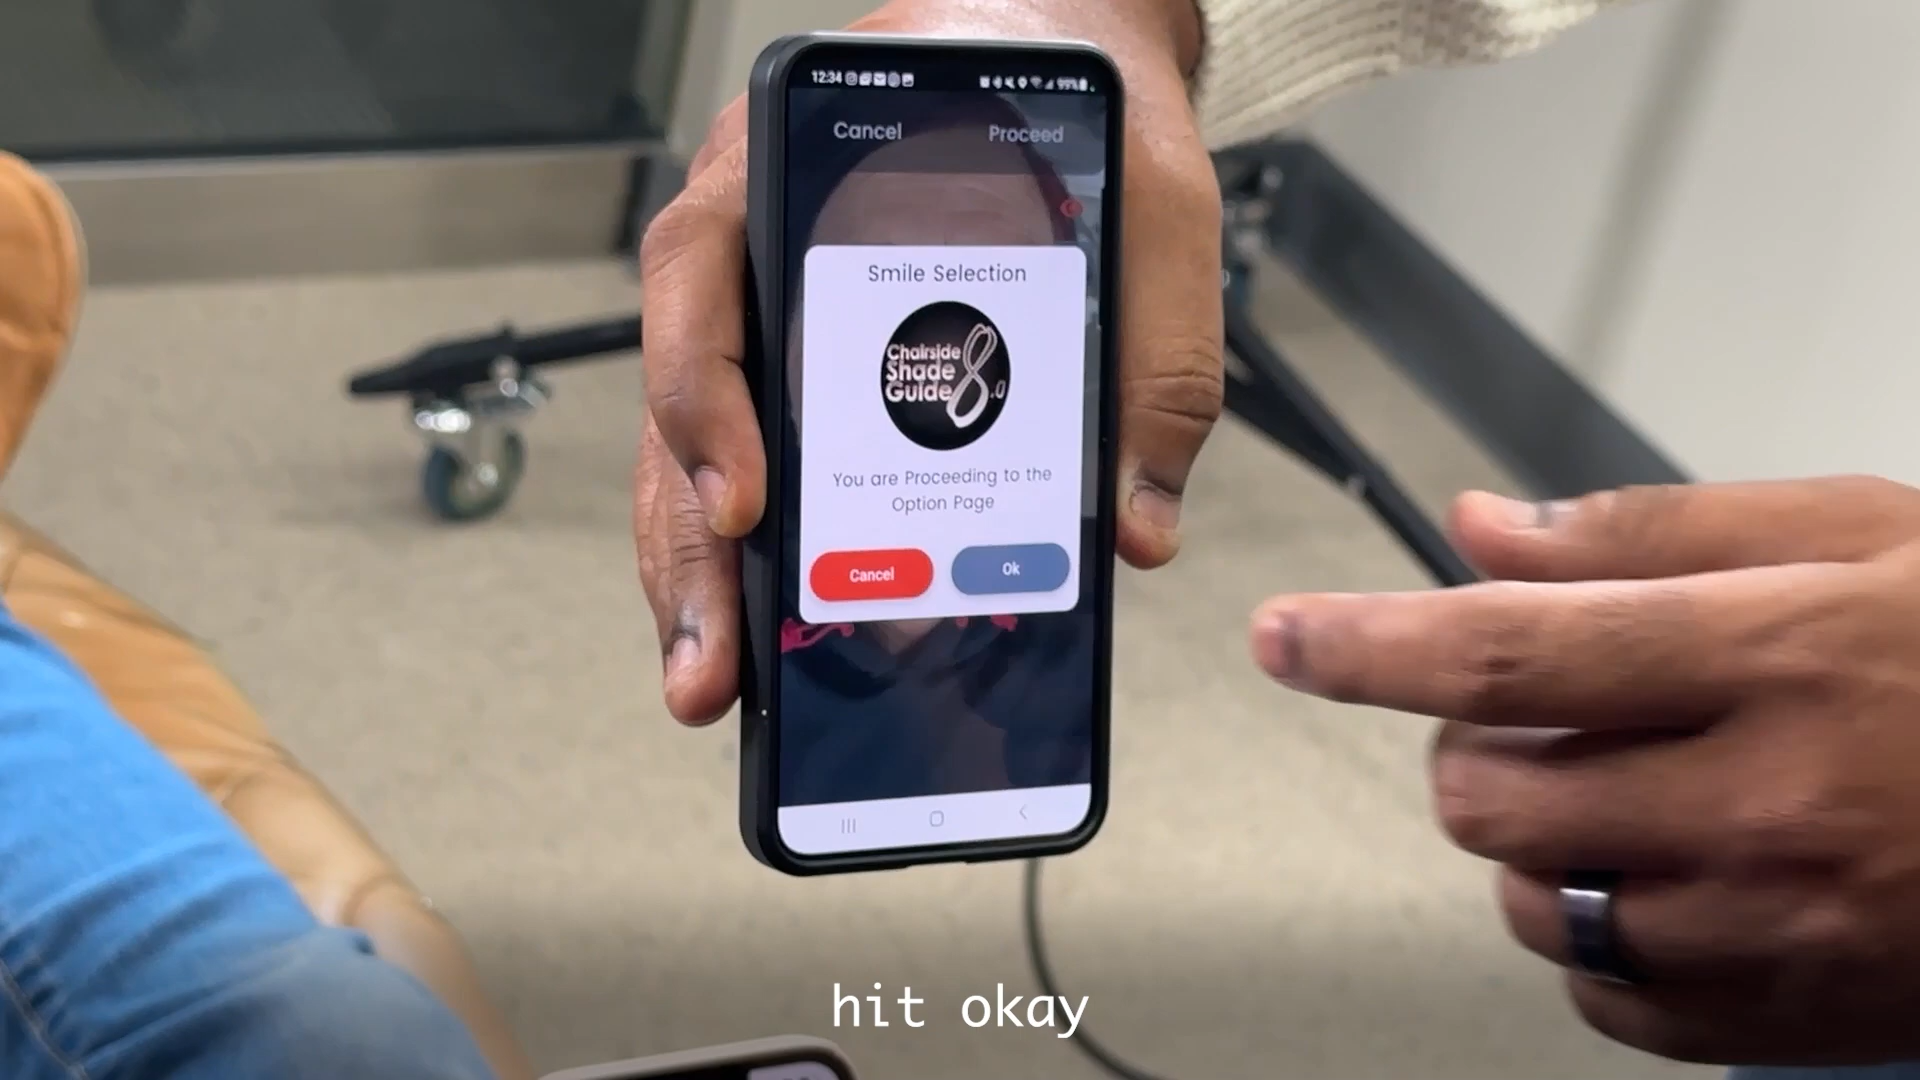 12:34
99%
Cancel
Proceed
Smile Selection
Chairside
Shade
Guide
8.0
You are Proceeding to the
Option Page
Cancel
Ok
hit okay